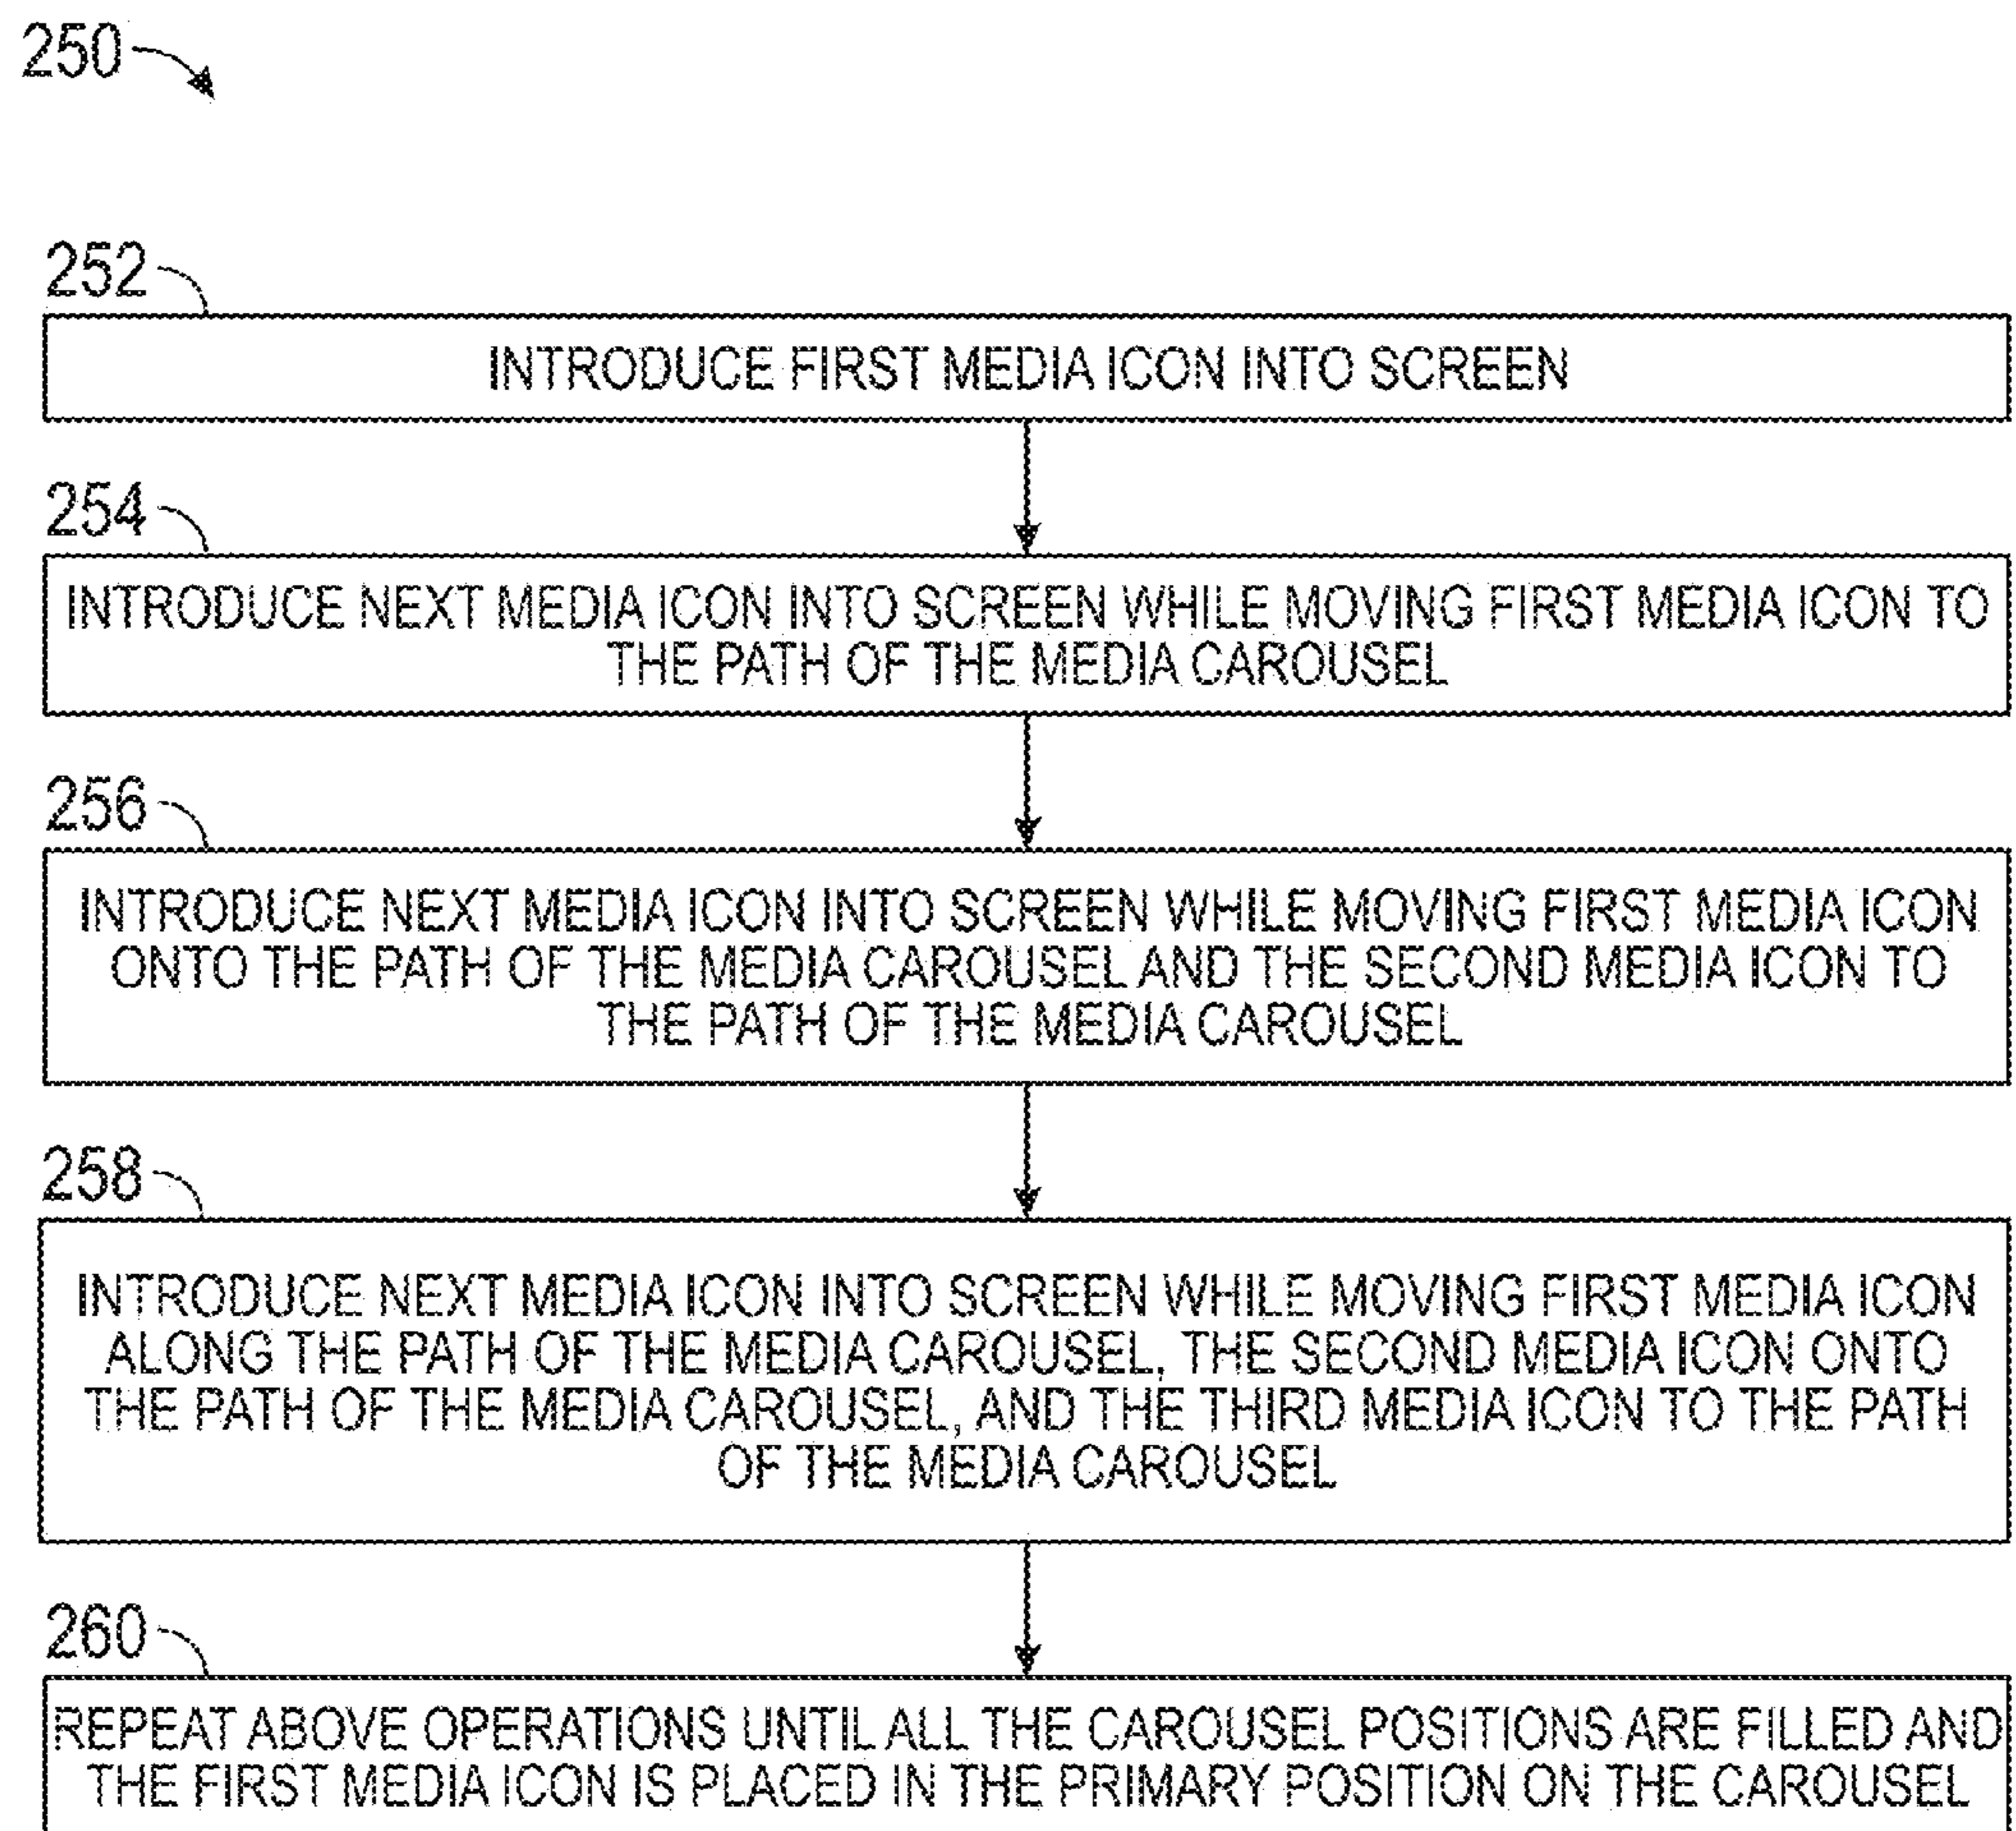 250
252
INTRODUCE FIRST MEDIA ICON INTO SCREEN
254
INTRODUCE NEXT MEDIA ICON INTO SCREEN WHILE MOVING FIRST MEDIA ICON TO
THE PATH OF THE MEDIA CAROUSEL
256
INTRODUCE NEXT MEDIA ICON INTO SCREEN WHILE MOVING FIRST MEDIA ICON
ONTO THE PATH OF THE MEDIA CAROUSEL AND THE SECOND MEDIA ICON TO
THE PATH OF THE MEDIA CAROUSEL
258
INTRODUCE NEXT MEDIA ICON INTO SCREEN WHILE MOVING FIRST MEDIA ICON
ALONG THE PATH OF THE MEDIA CAROUSEL, THE SECOND MEDIA ICON ONTO
THE PATH OF THE MEDIA CAROUSEL, AND THE THIRD MEDIA ICON TO THE PATH
OF THE MEDIA CAROUSEL
260
REPEAT ABOVE OPERATIONS UNTIL ALL THE CAROUSEL POSITIONS ARE FILLED AND
THE FIRST MEDIA ICON IS PLACED IN THE PRIMARY POSITION ON THE CAROUSEL